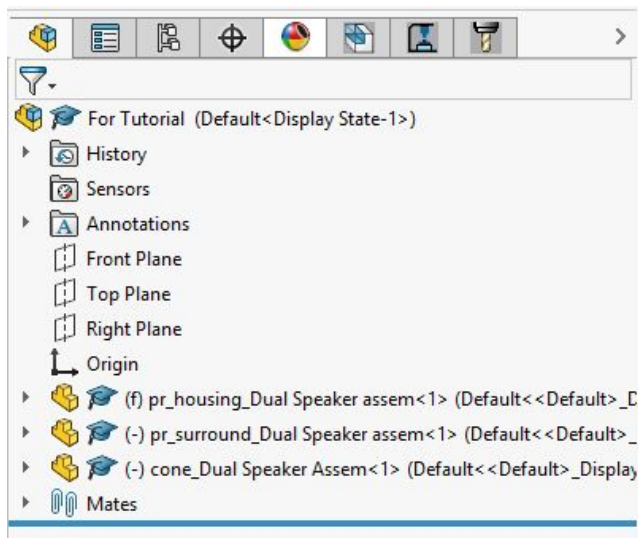 For Tutorial (Default<Display State-1>)
History
Sensors
A Annotations
Front Plane
Top Plane
Right Plane
Origin
(f) pr_housing_Dual Speaker assem<1> (Default<<Default>_D
(-) pr_surround_Dual Speaker assem<1> (Default<<Default>_
(-) cone_Dual Speaker Assem<1> (Default<<Default>_Display
Mates